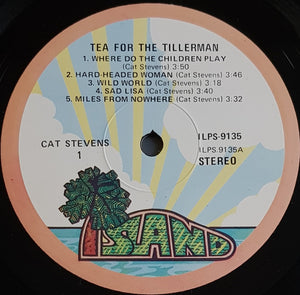 TEA FOR THE TILLERMAN
1. WHERE DO THE CHILDREN PLAY
(Cat Stevens) 3:50
2. HARD-HEADED WOMAN (Cat Stevens) 3:46
3. WILD WORLD (Cat Stevens) 3:18
4. SAD LISA (Cat Stevens) 3:40
5. MILES FROM NOWHERE (Cat Stevens) 3:32
CAT STEVENS
1
ILPS-9135
ILPS-9135A
STEREO
ISLAND